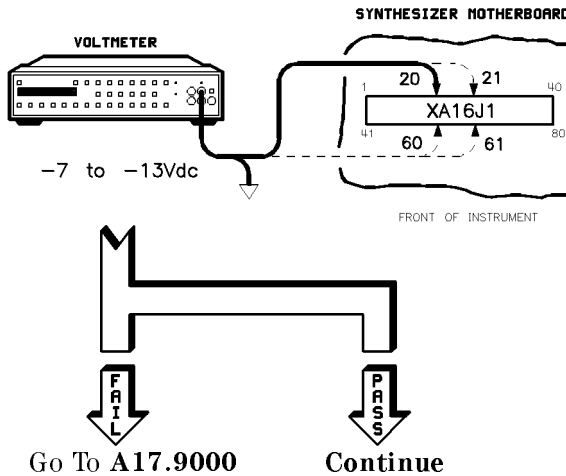 SYNTHESIZER MOTHERBOARD
VOLTMETER
20 21
1 40
XA16J1
41 80
60 61
-7 to -13Vdc
FRONT OF INSTRUMENT
FAIL
PASS
Go To A17.9000
Continue